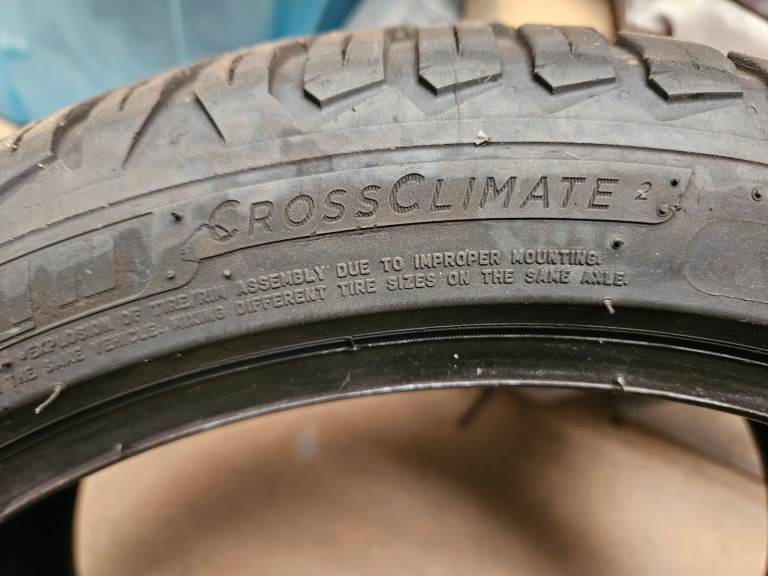 CROSSCLIMATE 2
EXPLOSION OF TIRE/RIM ASSEMBLY DUE TO IMPROPER MOUNTING.
THE SAME VEHICLE. MIXING DIFFERENT TIRE SIZES ON THE SAME AXLE.